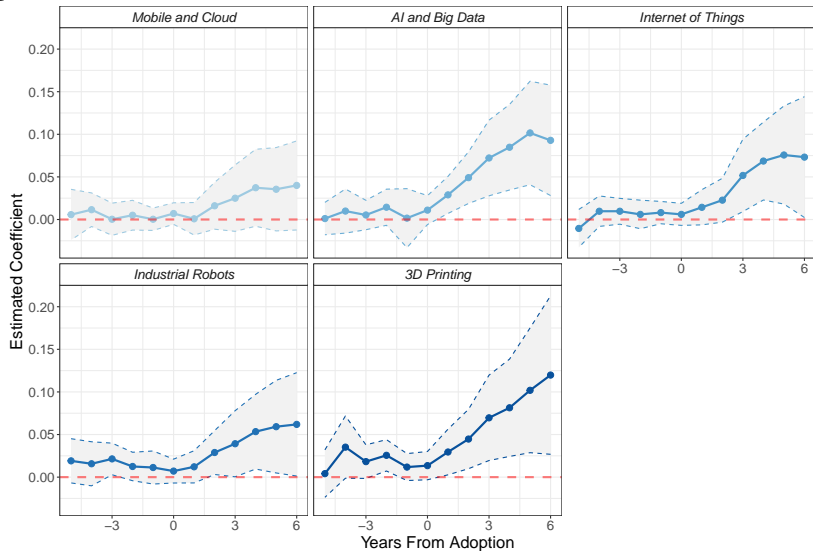 Mobile and Cloud
AI and Big Data
Internet of Things
0.20
0.15
0.10
0.05
0.00
−3 0 3 6
Industrial Robots
3D Printing
0.20
0.15
0.10
0.05
0.00
−3 0 3 6
−3 0 3 6
Estimated Coefficient
Years From Adoption